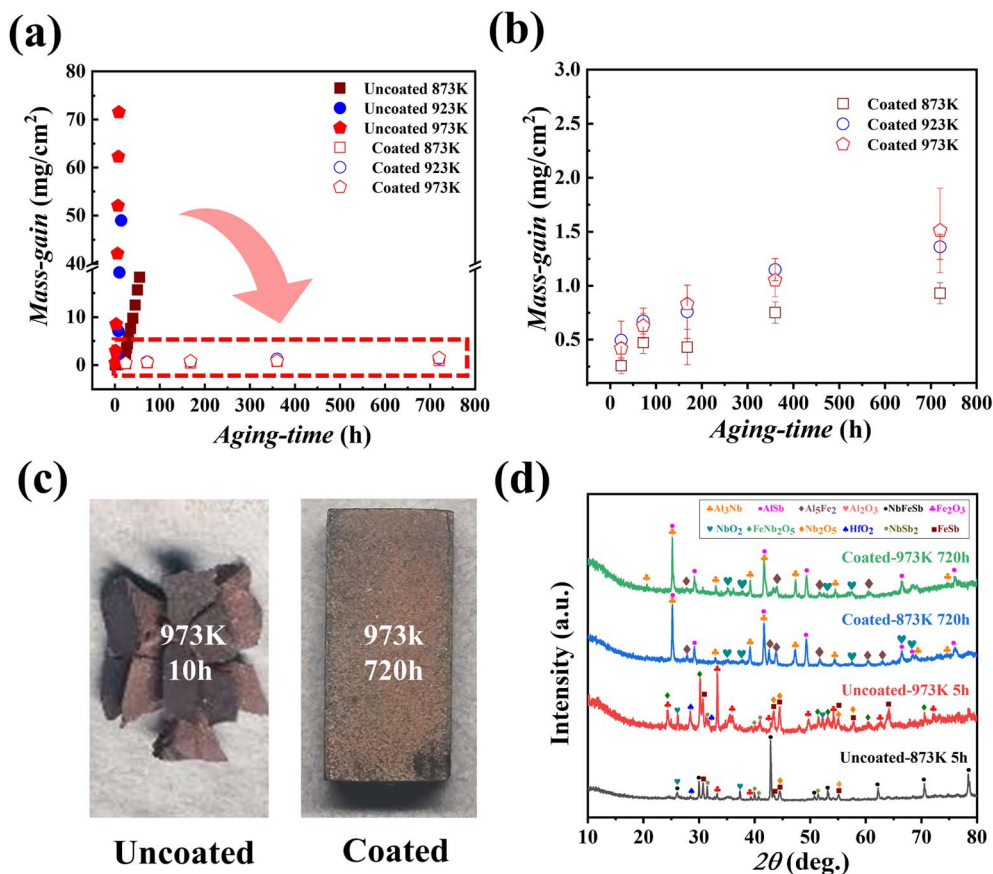 (a)
80
70
60
50
40
10
0
Mass-gain (mg/cm²)
0 100 200 300 400 500 600 700 800
Aging-time (h)
Uncoated 873K
Uncoated 923K
Uncoated 973K
Coated 873K
Coated 923K
Coated 973K
(b)
3.0
2.5
2.0
1.5
1.0
0.5
Mass-gain (mg/cm²)
0 100 200 300 400 500 600 700 800
Aging-time (h)
Coated 873K
Coated 923K
Coated 973K
(c)
973K
10h
Uncoated
973k
720h
Coated
(d)
Intensity (a.u.)
Al₃Nb AlSb Al₅Fe₂ Al₂O₃ NbFeSb Fe₂O₃
NbO₂ FeNb₂O₅ Nb₂O₅ HfO₂ NbSb₂ FeSb
Coated-973K 720h
Coated-873K 720h
Uncoated-973K 5h
Uncoated-873K 5h
10 20 30 40 50 60 70 80
2θ (deg.)